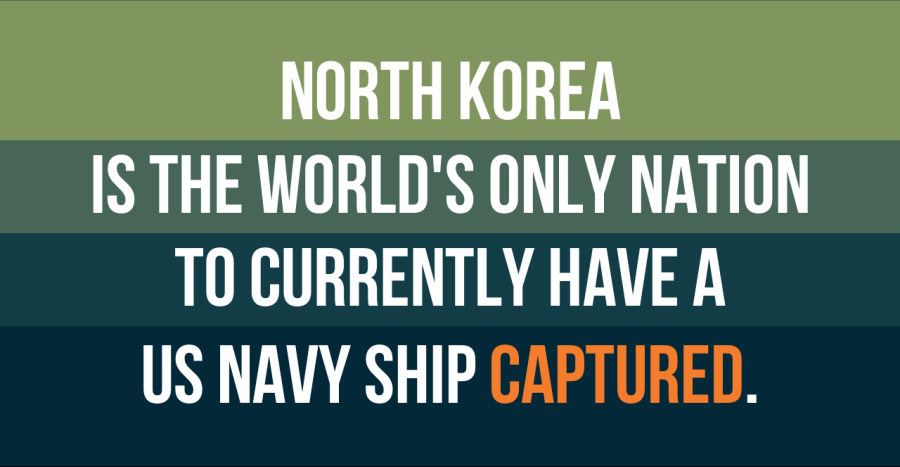 NORTH KOREA
IS THE WORLD'S ONLY NATION
TO CURRENTLY HAVE A
US NAVY SHIP CAPTURED.